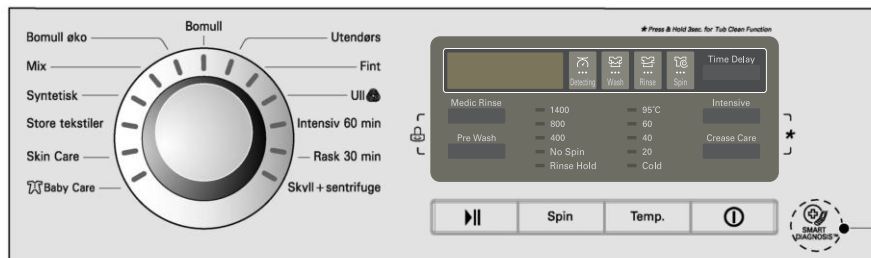 Bomull øko
Bomull
Utendørs
Mix
Fint
Syntetisk
Ull
Store tekstiler
Intensiv 60 min
Skin Care
Rask 30 min
Baby Care
Skyll + sentrifuge
* Press & Hold 3sec. for Tub Clean Function
Detecting
Wash
Rinse
Spin
Time Delay
Medic Rinse
1400
95℃
Intensive
800
60
Pre Wash
400
40
Crease Care
No Spin
20
Rinse Hold
Cold
*
Spin
Temp.
SMART
DIAGNOSIS™